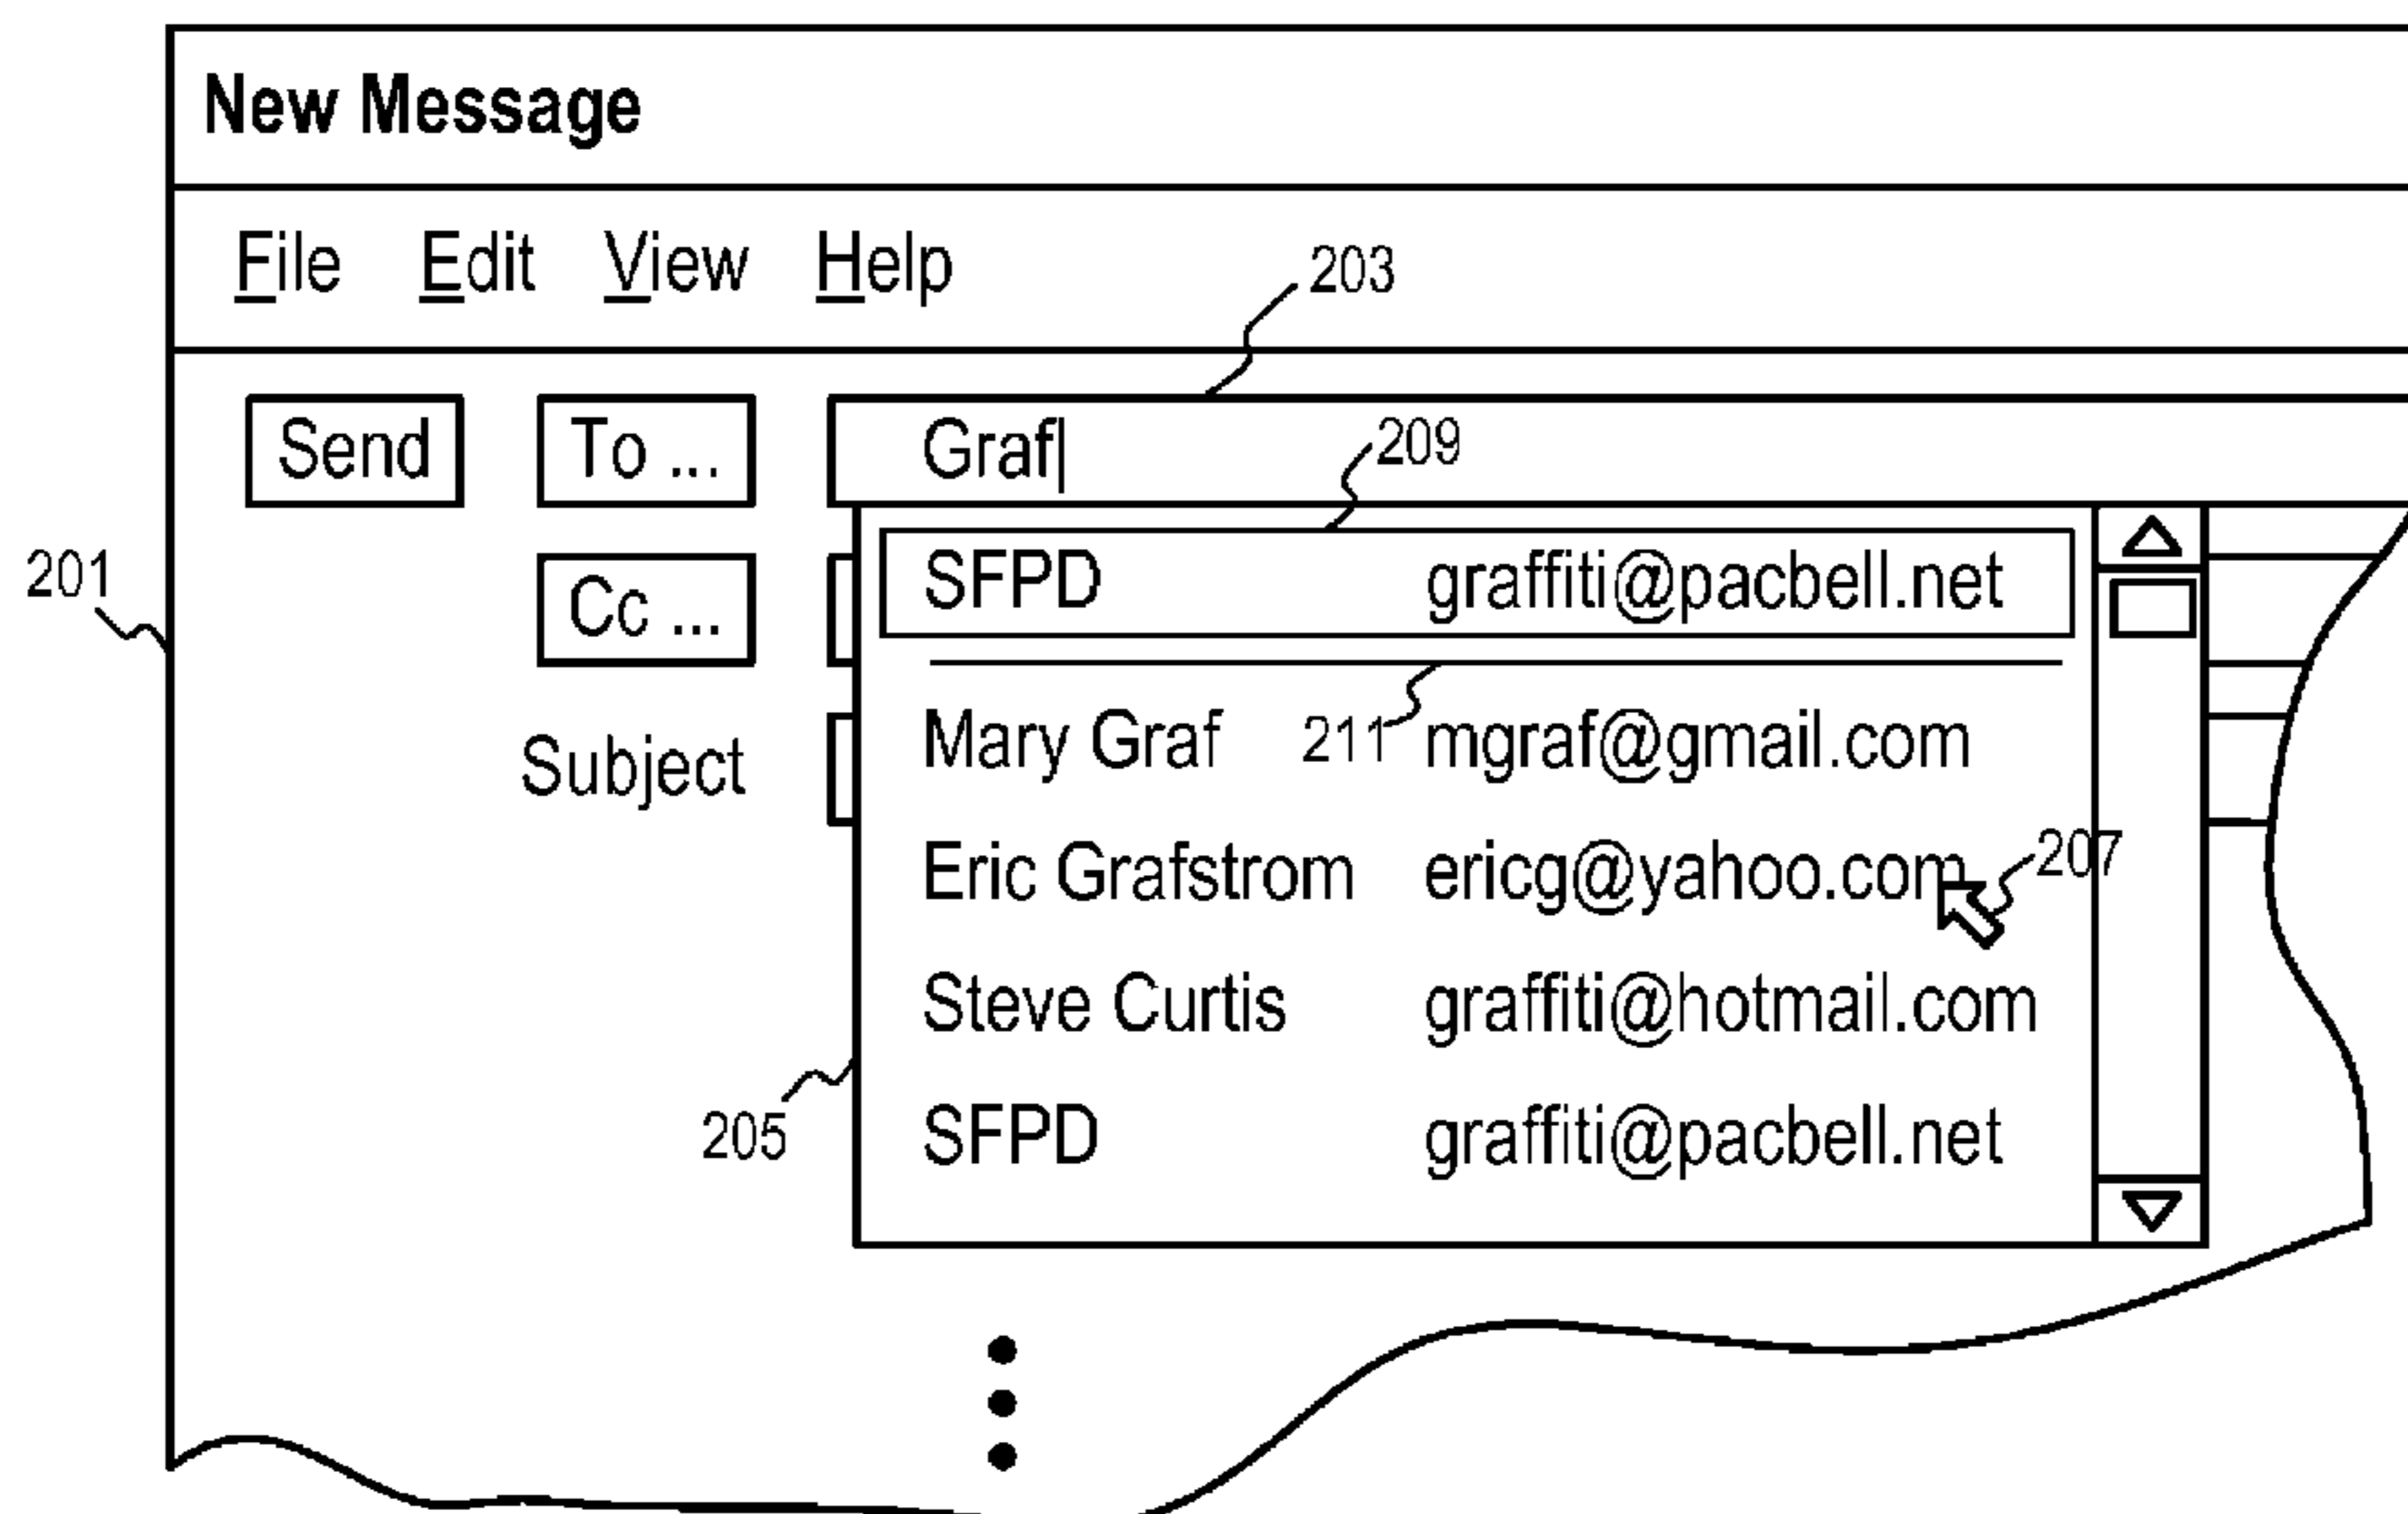 New Message
File Edit View Help
203
Send To ... Graf
209
201
SFPD graffiti@pacbell.net
Cc ...
Mary Graf 211 mgraf@gmail.com
Subject
Eric Grafstrom ericg@yahoo.com 207
Steve Curtis graffiti@hotmail.com
205
SFPD graffiti@pacbell.net